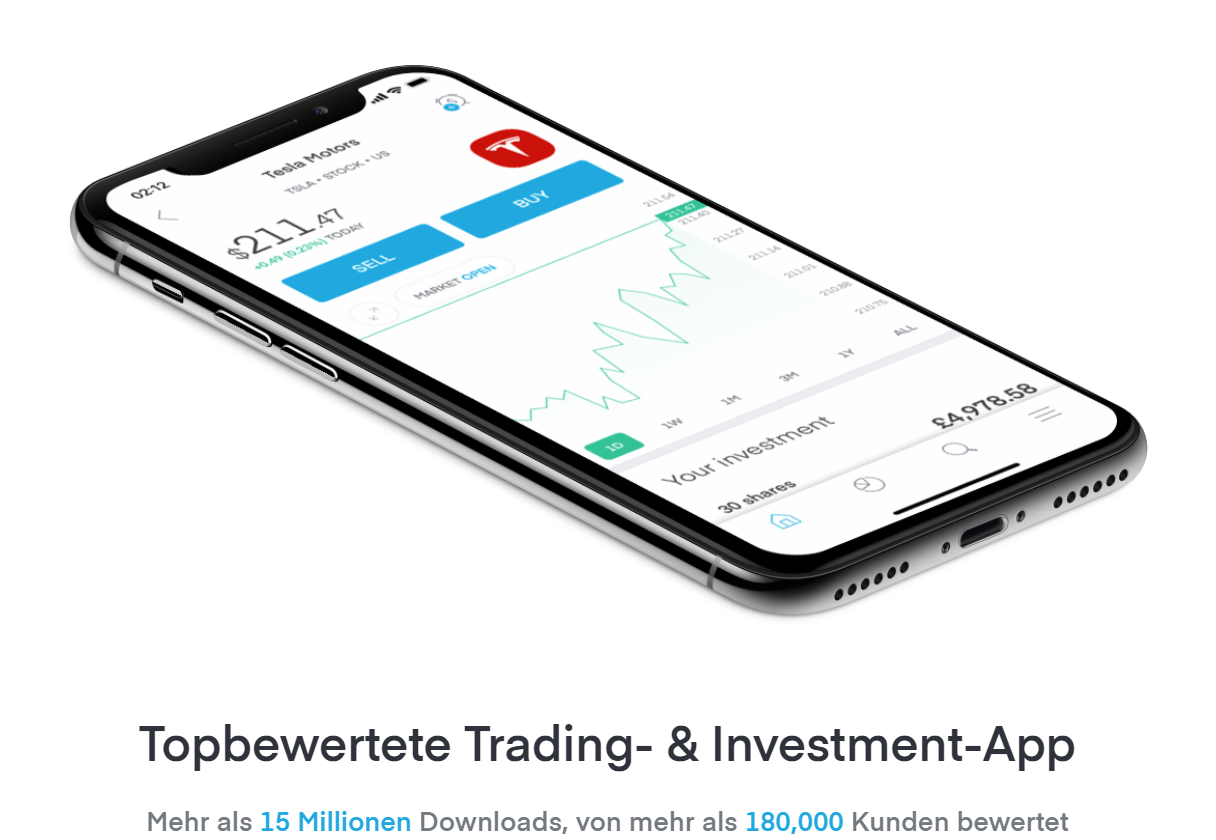 02:12
Tesla Motors
TSLA • STOCK • US
$211.47
+0.49 (0.23%) TODAY
SELL
BUY
MARKET OPEN
211.54
211.47
211.40
211.27
211.14
211.01
210.88
210.75
1D
1W
1M
3M
1Y
ALL
Your investment
£4,978.58
30 shares
Topbewertete Trading- & Investment-App
Mehr als 15 Millionen Downloads, von mehr als 180,000 Kunden bewertet